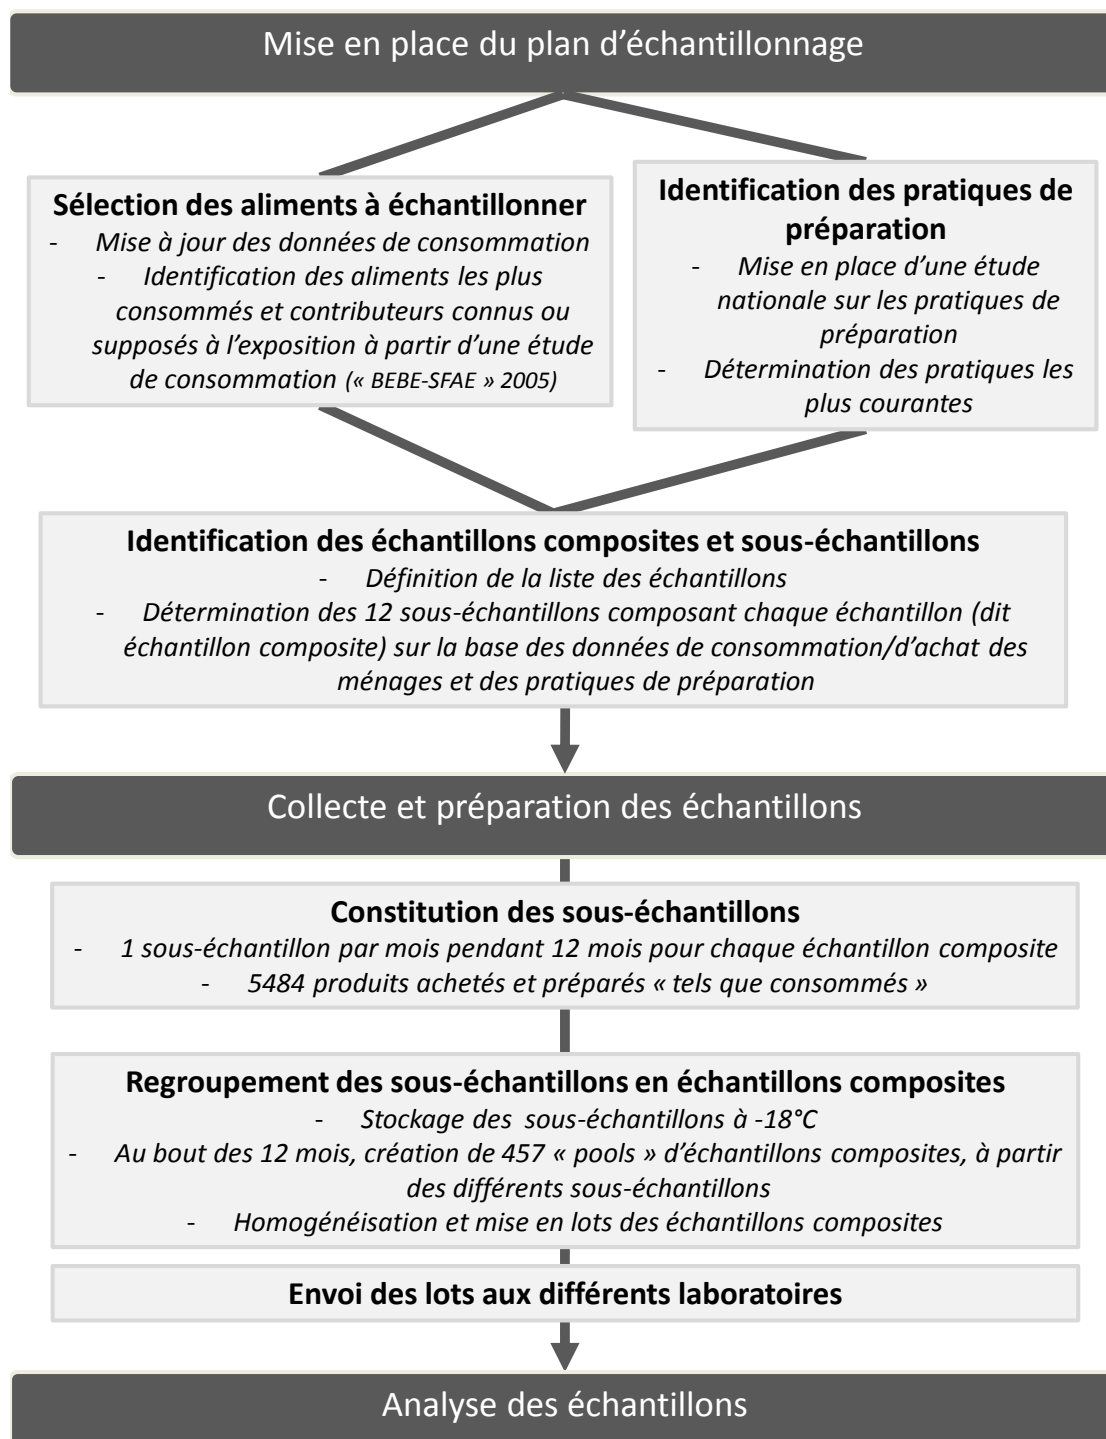 Mise en place du plan d’échantillonnage
Sélection des aliments à échantillonner
- Mise à jour des données de consommation
- Identification des aliments les plus
consommés et contributeurs connus ou
supposés à l’exposition à partir d’une étude
de consommation (« BEBE-SFAE » 2005)
Identification des pratiques de
préparation
- Mise en place d’une étude
nationale sur les pratiques de
préparation
- Détermination des pratiques les
plus courantes
Identification des échantillons composites et sous-échantillons
- Définition de la liste des échantillons
- Détermination des 12 sous-échantillons composant chaque échantillon (dit
échantillon composite) sur la base des données de consommation/d’achat des
ménages et des pratiques de préparation
Collecte et préparation des échantillons
Constitution des sous-échantillons
- 1 sous-échantillon par mois pendant 12 mois pour chaque échantillon composite
- 5484 produits achetés et préparés « tels que consommés »
Regroupement des sous-échantillons en échantillons composites
- Stockage des sous-échantillons à -18°C
- Au bout des 12 mois, création de 457 « pools » d’échantillons composites, à partir
des différents sous-échantillons
- Homogénéisation et mise en lots des échantillons composites
Envoi des lots aux différents laboratoires
Analyse des échantillons